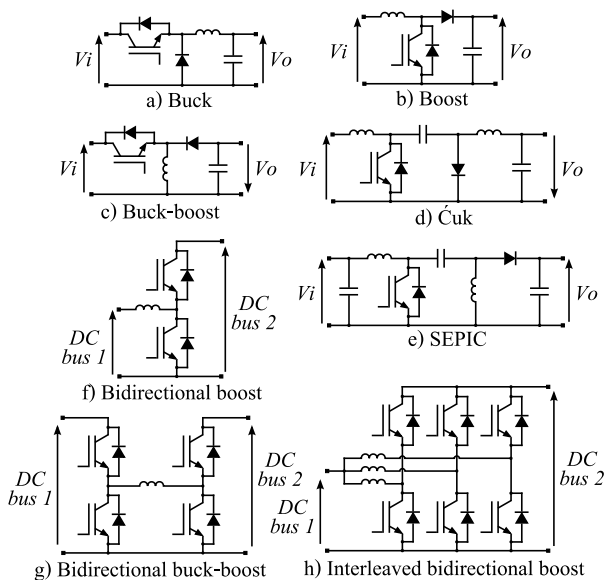 Vi
Vo
a) Buck
Vi
Vo
b) Boost
Vi
Vo
c) Buck-boost
Vi
Vo
d) Ćuk
DC
bus 1
DC
bus 2
f) Bidirectional boost
Vi
Vo
e) SEPIC
DC
bus 1
DC
bus 2
g) Bidirectional buck-boost
DC
bus 1
DC
bus 2
h) Interleaved bidirectional boost